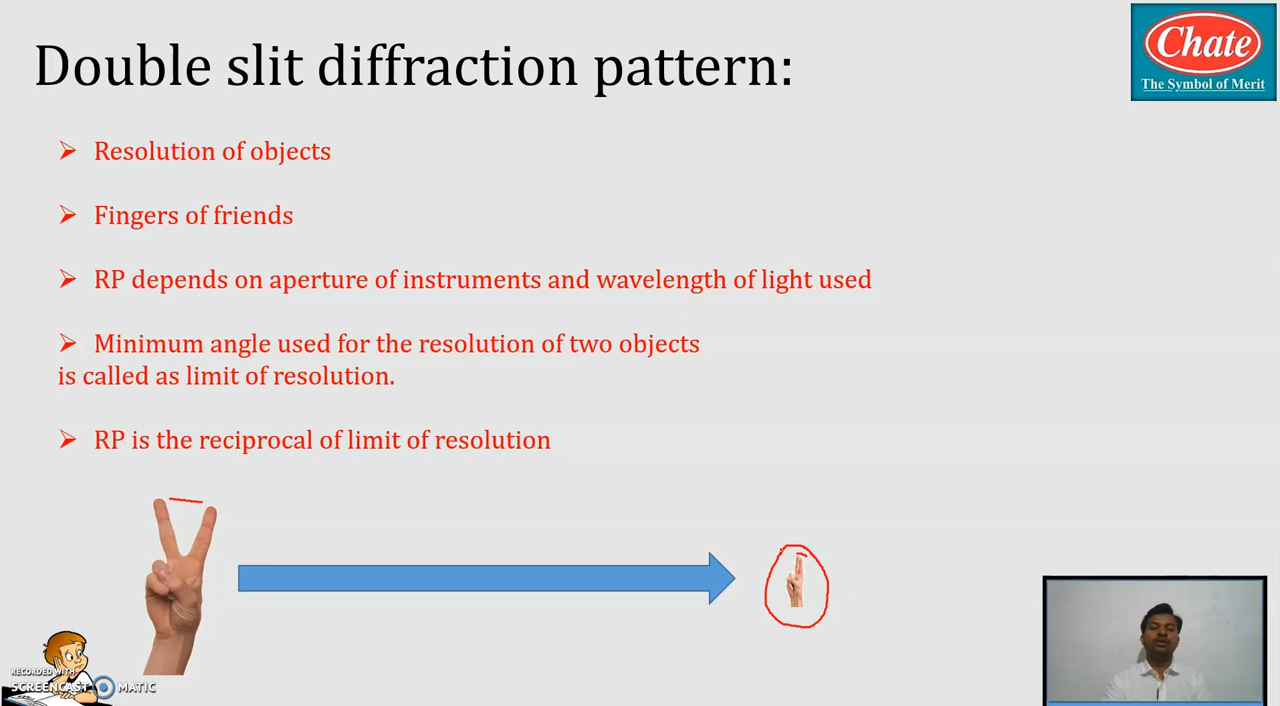 Double slit diffraction pattern:
Chate
The Symbol of Merit
➢ Resolution of objects
➢ Fingers of friends
➢ RP depends on aperture of instruments and wavelength of light used
➢ Minimum angle used for the resolution of two objects
is called as limit of resolution.
➢ RP is the reciprocal of limit of resolution
RECORDED WITH
SCREENCAST MATIC